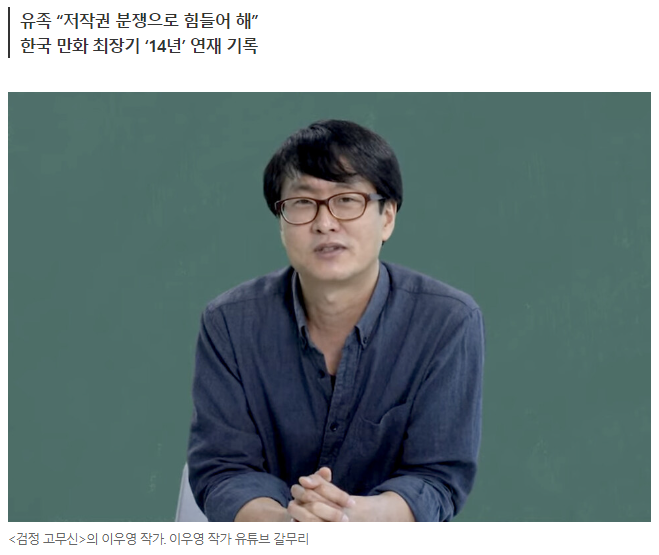 유족 “저작권 분쟁으로 힘들어 해”
한국 만화 최장기 ‘14년’ 연재 기록
<검정 고무신>의 이우영 작가. 이우영 작가 유튜브 갈무리